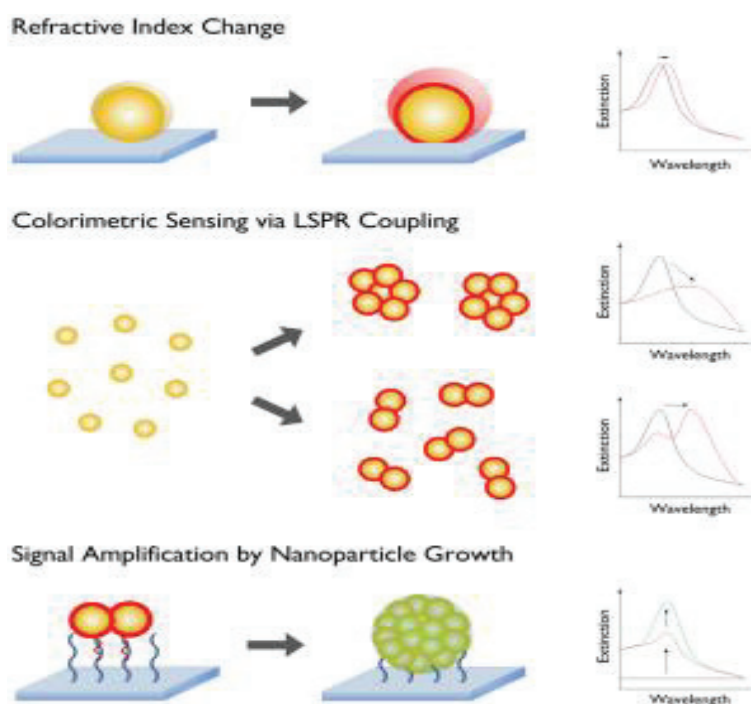 Refractive Index Change
Extinction
Wavelength
Colorimetric Sensing via LSPR Coupling
Extinction
Extinction
Wavelength
Signal Amplification by Nanoparticle Growth
Extinction
Wavelength